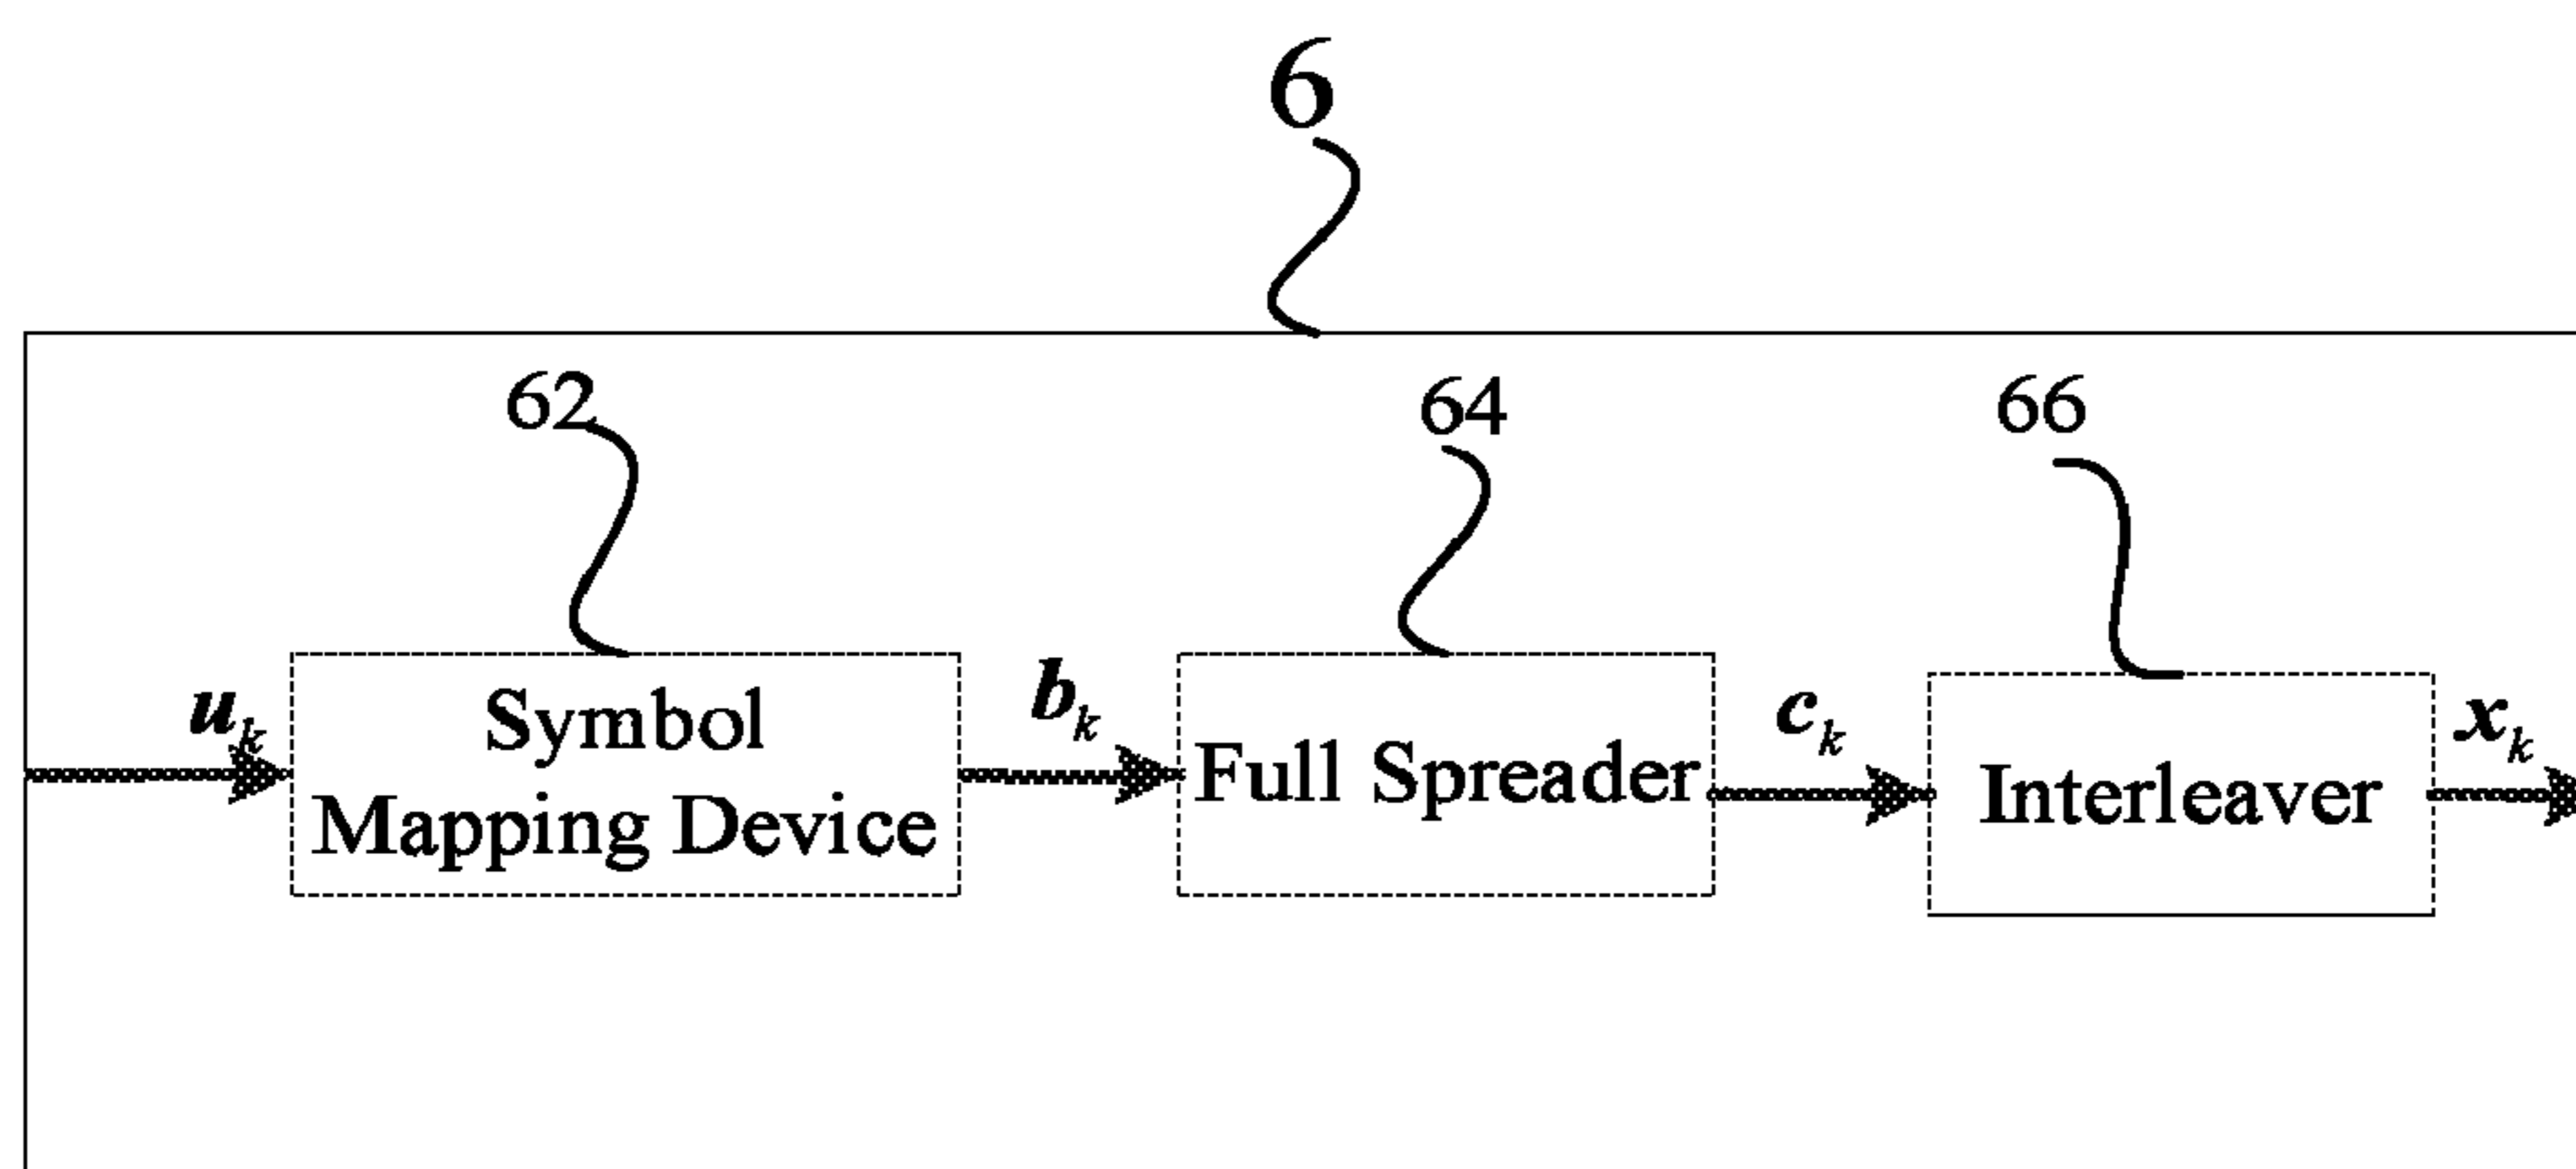 6
62
64
66
u_k
Symbol
Mapping Device
b_k
Full Spreader
c_k
Interleaver
x_k